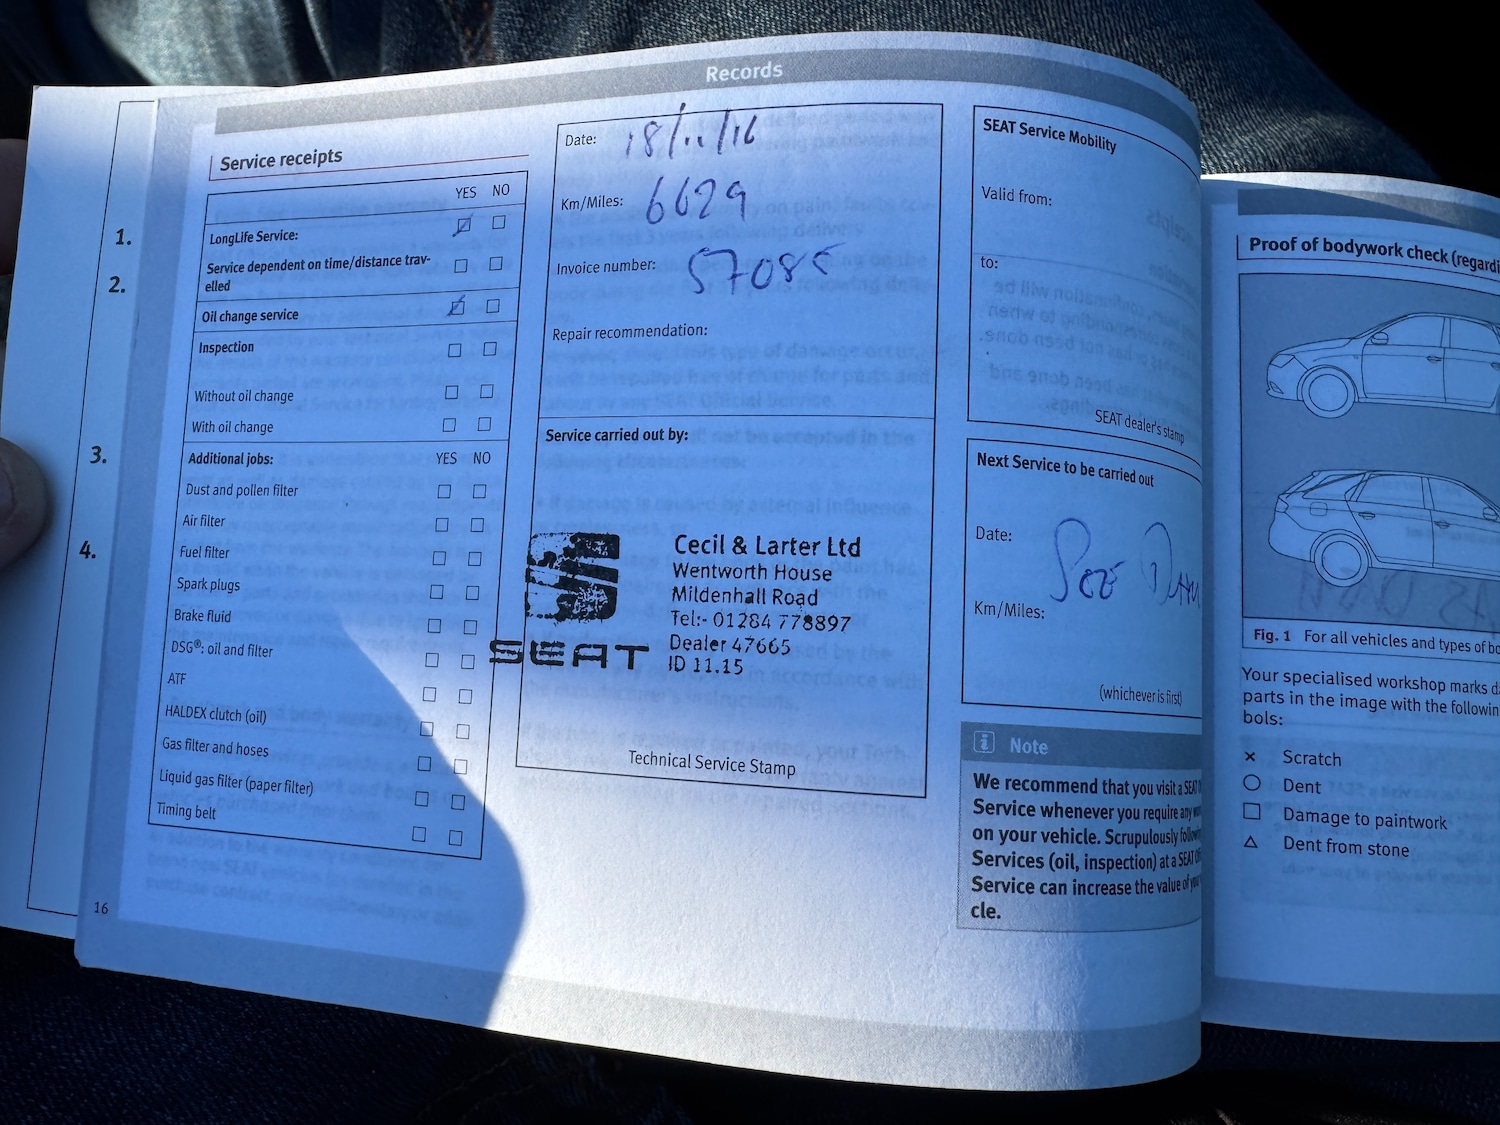 Records
Service receipts
YES NO
LongLife Service:
Service dependent on time/distance trav-
elled
Oil change service
Inspection
Without oil change
With oil change
Additional jobs: YES NO
Dust and pollen filter
Air filter
Fuel filter
Spark plugs
Brake fluid
DSG®: oil and filter
ATF
HALDEX clutch (oil)
Gas filter and hoses
Liquid gas filter (paper filter)
Timing belt
1.
2.
3.
4.
16
Date: 18/11/16
Km/Miles: 6629
Invoice number: 57085
Repair recommendation:
Service carried out by:
SEAT
Cecil & Larter Ltd
Wentworth House
Mildenhall Road
Tel:- 01284 778897
Dealer 47665
ID 11.15
Technical Service Stamp
SEAT Service Mobility
Valid from:
to:
SEAT dealer's stamp
Next Service to be carried out
Date:
Km/Miles:
See
(whichever is first)
i Note
We recommend that you visit a SEAT
Service whenever you require any
on your vehicle. Scrupulously
Services (oil, inspection) at a SEAT
Service can increase the value of
cle.
Proof of bodywork check
Fig. 1 For all vehicles and types of
Your specialised workshop marks
parts in the image with the
bols:
× Scratch
○ Dent
□ Damage to paintwork
△ Dent from stone